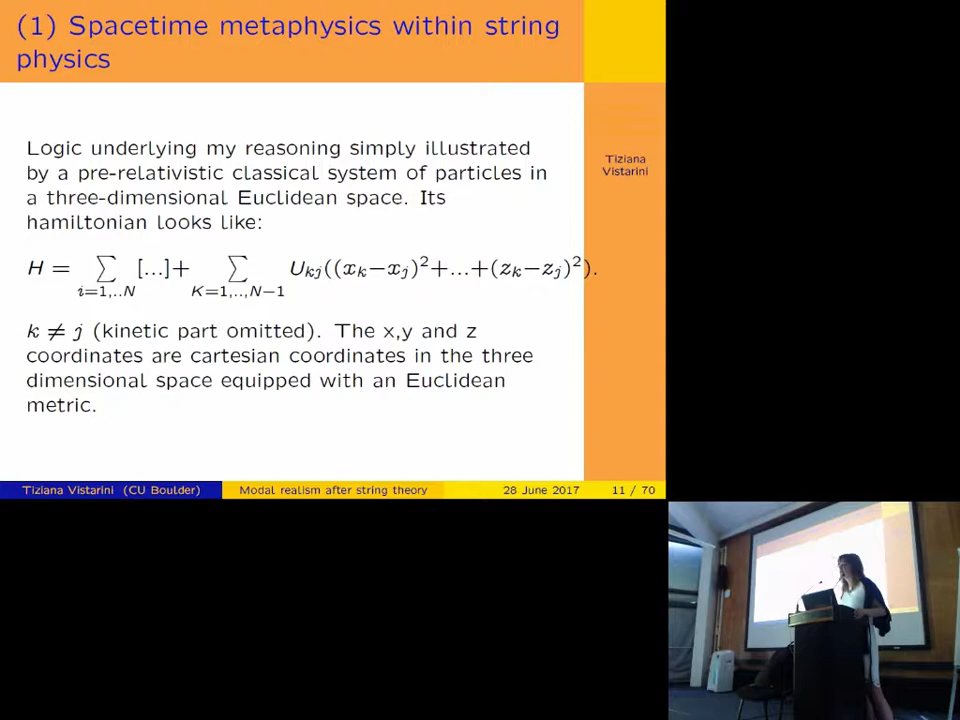 (1) Spacetime metaphysics within string
physics
Logic underlying my reasoning simply illustrated
by a pre-relativistic classical system of particles in
a three-dimensional Euclidean space. Its
hamiltonian looks like:
H = ∑_{i=1,..N} [...]+ ∑_{K=1,..,N−1} U_{kj}((x_k−x_j)²+...+(z_k−z_j)²).
k ≠ j (kinetic part omitted). The x,y and z
coordinates are cartesian coordinates in the three
dimensional space equipped with an Euclidean
metric.
Tiziana
Vistarini
Tiziana Vistarini (CU Boulder) Modal realism after string theory 28 June 2017 11 / 70